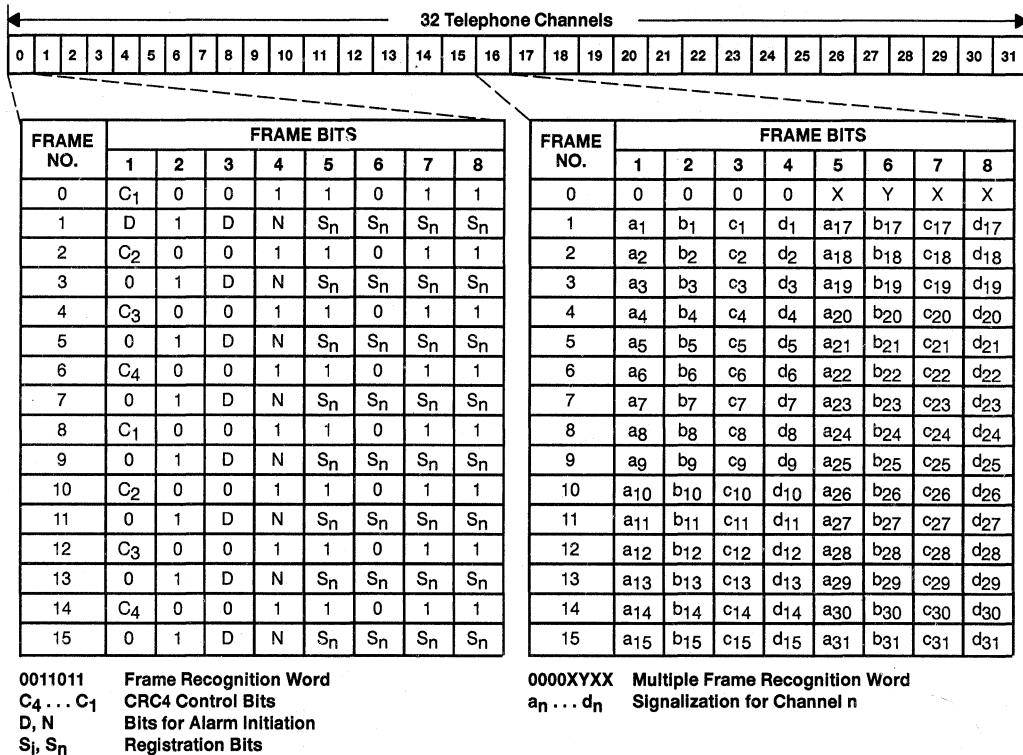 32 Telephone Channels
0 1 2 3 4 5 6 7 8 9 10 11 12 13 14 15 16 17 18 19 20 21 22 23 24 25 26 27 28 29 30 31
FRAME NO. FRAME BITS
1 2 3 4 5 6 7 8
0 C1 0 0 1 1 0 1 1
1 D 1 D N Sn Sn Sn Sn
2 C2 0 0 1 1 0 1 1
3 0 1 D N Sn Sn Sn Sn
4 C3 0 0 1 1 0 1 1
5 0 1 D N Sn Sn Sn Sn
6 C4 0 0 1 1 0 1 1
7 0 1 D N Sn Sn Sn Sn
8 C1 0 0 1 1 0 1 1
9 0 1 D N Sn Sn Sn Sn
10 C2 0 0 1 1 0 1 1
11 0 1 D N Sn Sn Sn Sn
12 C3 0 0 1 1 0 1 1
13 0 1 D N Sn Sn Sn Sn
14 C4 0 0 1 1 0 1 1
15 0 1 D N Sn Sn Sn Sn
0011011 Frame Recognition Word
C4 . . . C1 CRC4 Control Bits
D, N Bits for Alarm Initiation
Si, Sn Registration Bits
FRAME NO. FRAME BITS
1 2 3 4 5 6 7 8
0 0 0 0 0 X Y X X
1 a1 b1 c1 d1 a17 b17 c17 d17
2 a2 b2 c2 d2 a18 b18 c18 d18
3 a3 b3 c3 d3 a19 b19 c19 d19
4 a4 b4 c4 d4 a20 b20 c20 d20
5 a5 b5 c5 d5 a21 b21 c21 d21
6 a6 b6 c6 d6 a22 b22 c22 d22
7 a7 b7 c7 d7 a23 b23 c23 d23
8 a8 b8 c8 d8 a24 b24 c24 d24
9 a9 b9 c9 d9 a25 b25 c25 d25
10 a10 b10 c10 d10 a26 b26 c26 d26
11 a11 b11 c11 d11 a27 b27 c27 d27
12 a12 b12 c12 d12 a28 b28 c28 d28
13 a13 b13 c13 d13 a29 b29 c29 d29
14 a14 b14 c14 d14 a30 b30 c30 d30
15 a15 b15 c15 d15 a31 b31 c31 d31
0000XYXX Multiple Frame Recognition Word
an . . . dn Signalization for Channel n